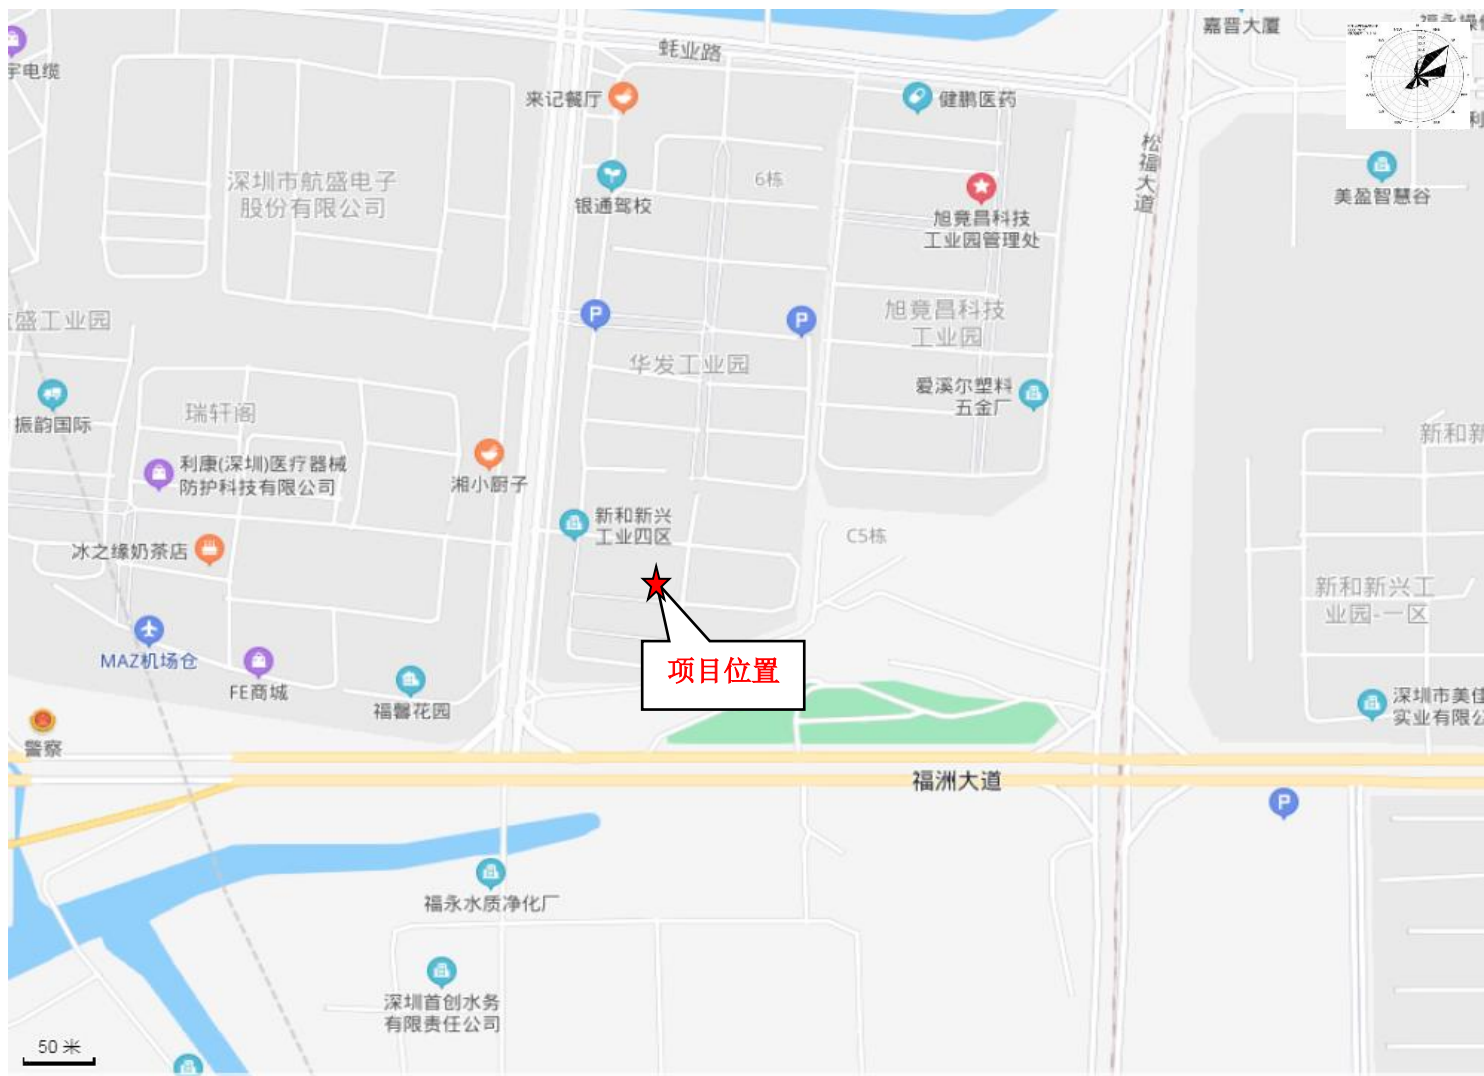 嘉晋大厦
蚝业路
宇电缆
来记餐厅
健鹏医药
松福大道
深圳市航盛电子
股份有限公司
6栋
银通驾校
旭竟昌科技
工业园管理处
美盈智慧谷
盛工业园
旭竟昌科技
工业园
华发工业园
爱溪尔塑料
五金厂
瑞轩阁
振韵国际
新和新
利康(深圳)医疗器械
防护科技有限公司
湘小厨子
新和新兴
工业四区
C5栋
冰之缘奶茶店
新和新兴工
业园-一区
MAZ机场仓
项目位置
FE商城
福馨花园
深圳市美佳
实业有限公
警察
福洲大道
福永水质净化厂
深圳首创水务
有限责任公司
50 米